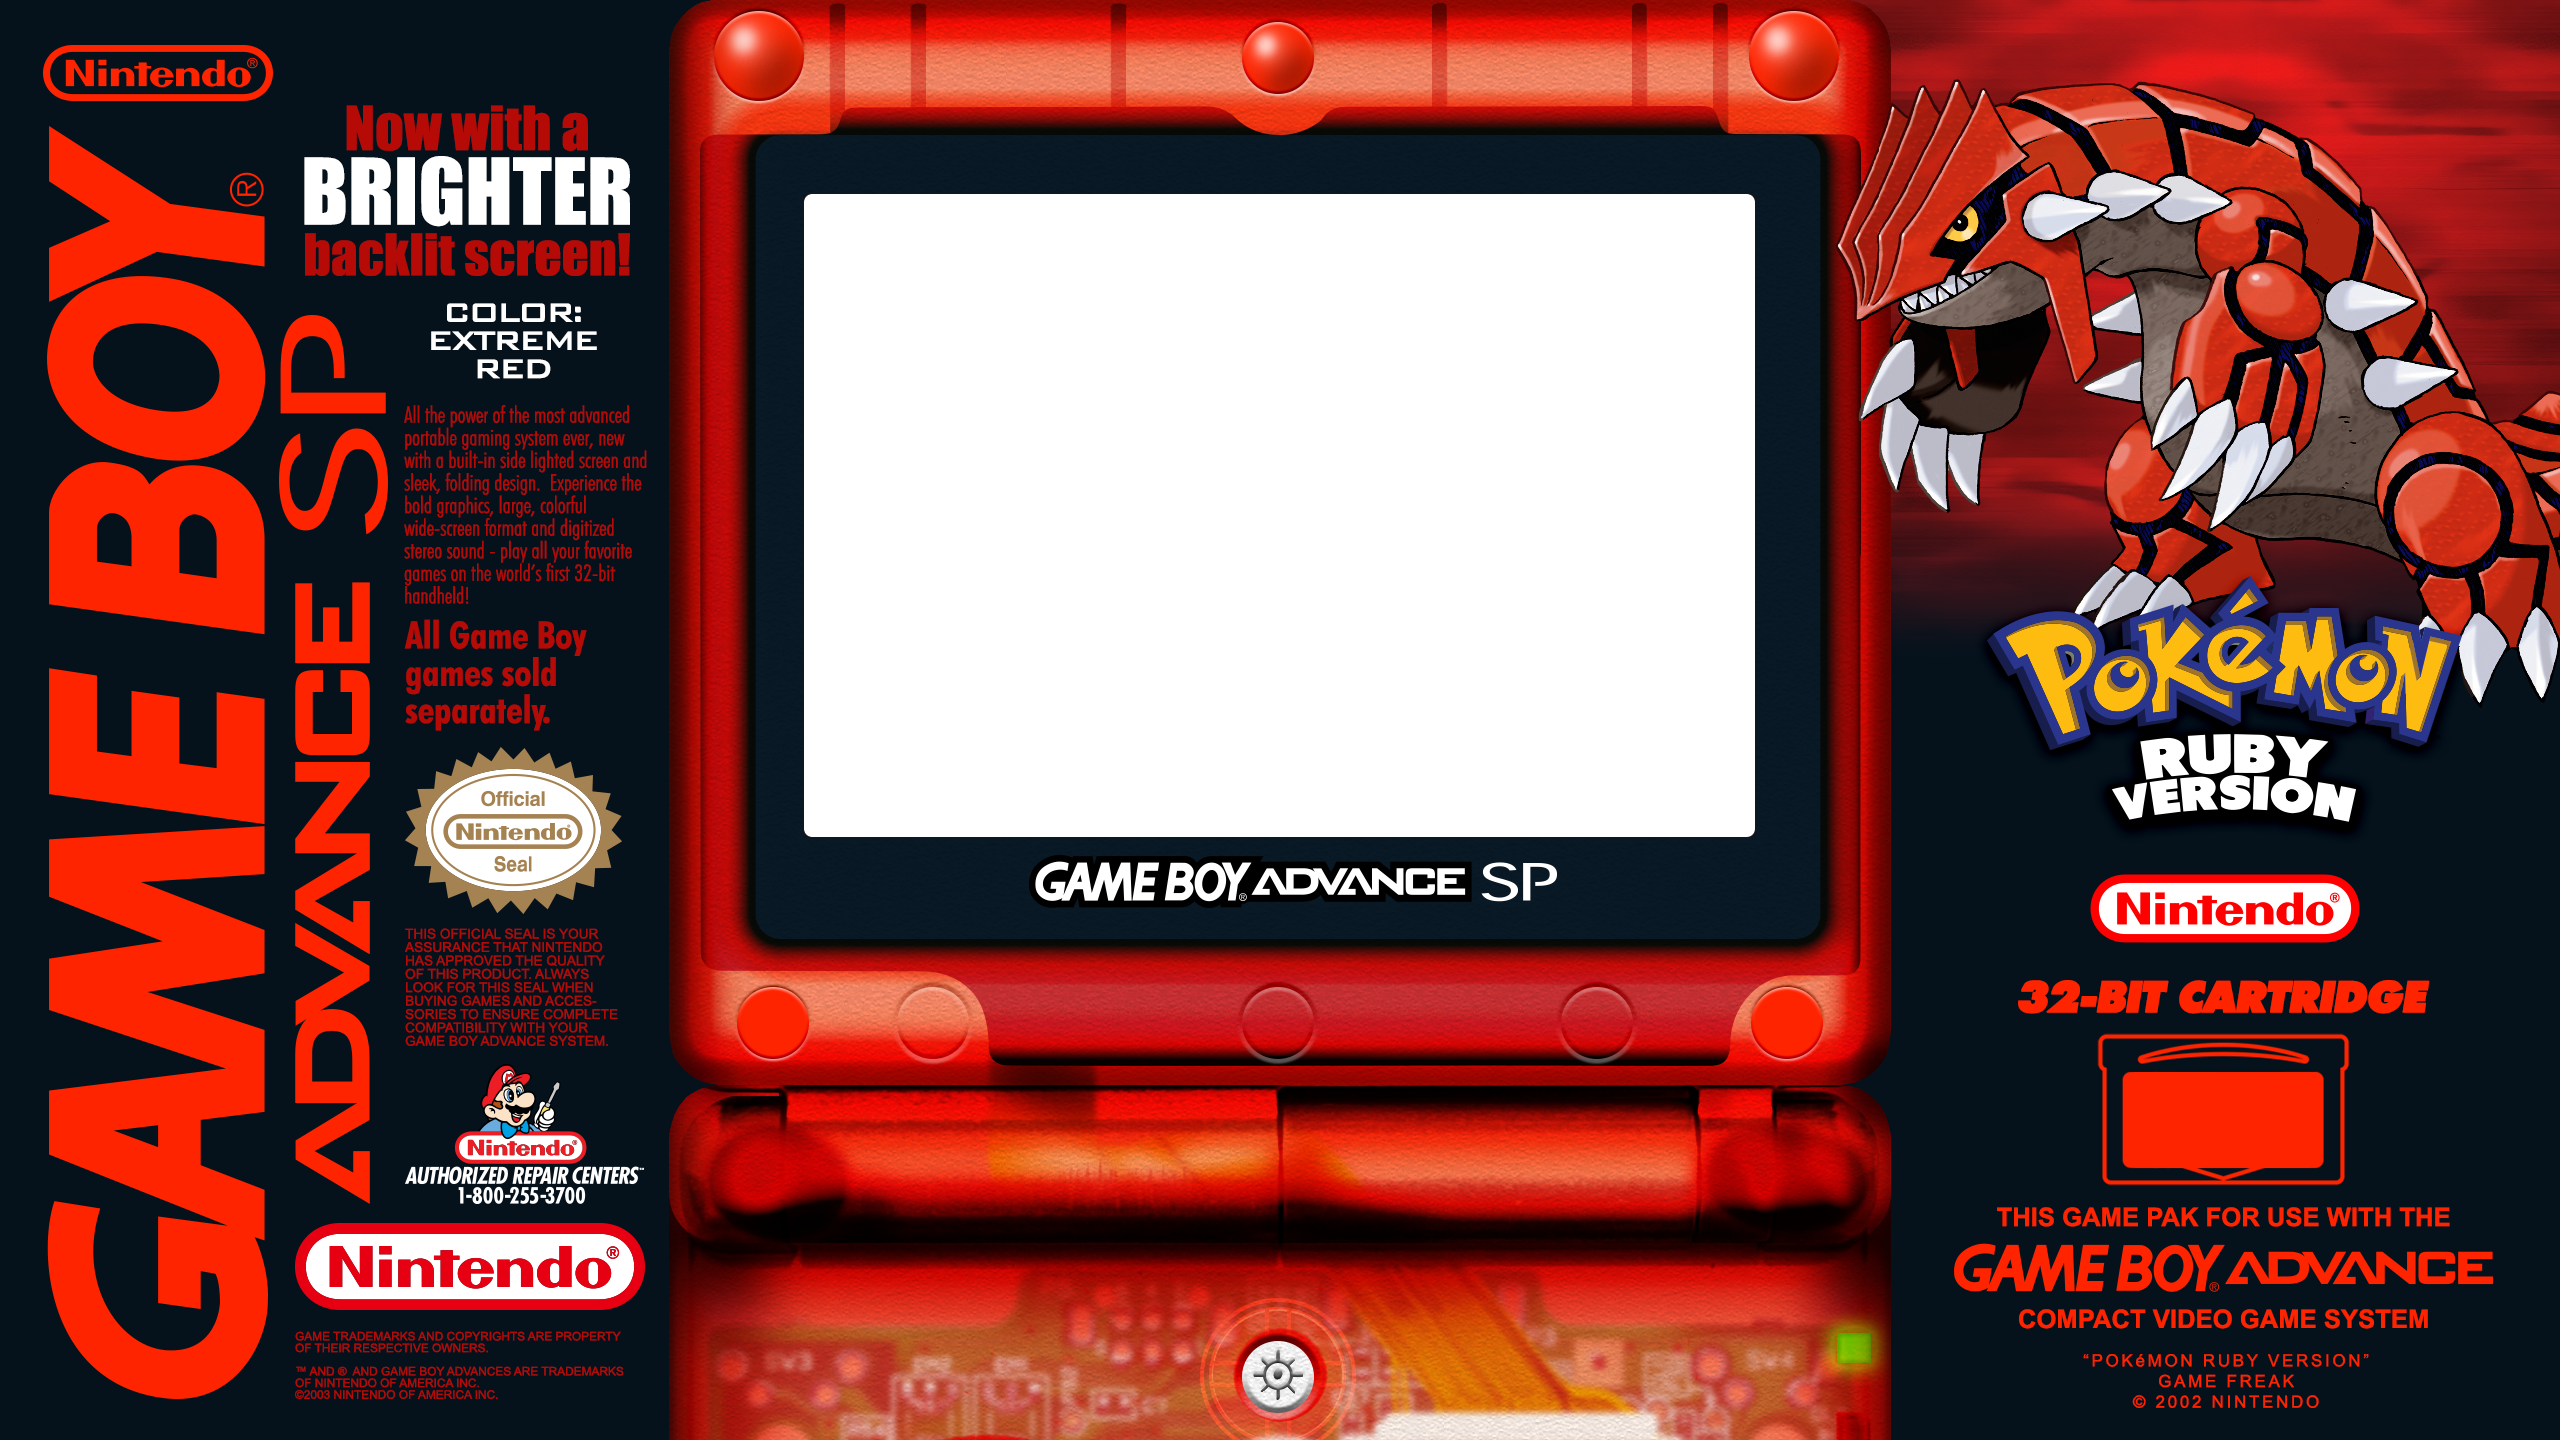 Nintendo®
GAME BOY®
ADVANCE SP
Now with a
BRIGHTER
backlit screen!
COLOR:
EXTREME
RED
All the power of the most advanced
portable gaming system ever, new
with a built-in side lighted screen and
sleek, folding design.  Experience the
bold graphics, large, colorful
wide-screen format and digitized
stereo sound - play all your favorite
games on the world's first 32-bit
handheld!
All Game Boy
games sold
separately.
Official
Nintendo
Seal
THIS OFFICIAL SEAL IS YOUR
ASSURANCE THAT NINTENDO
HAS APPROVED THE QUALITY
OF THIS PRODUCT. ALWAYS
LOOK FOR THIS SEAL WHEN
BUYING GAMES AND ACCES-
SORIES TO ENSURE COMPLETE
COMPATIBILITY WITH YOUR
GAME BOY ADVANCE SYSTEM.
M
Nintendo®
AUTHORIZED REPAIR CENTERS™
1-800-255-3700
Nintendo®
GAME TRADEMARKS AND COPYRIGHTS ARE PROPERTY
OF THEIR RESPECTIVE OWNERS.
™ AND ® AND GAME BOY ADVANCES ARE TRADEMARKS
OF NINTENDO OF AMERICA INC.
©2003 NINTENDO OF AMERICA INC.
GAME BOY® ADVANCE SP
POKéMON
RUBY
VERSION
Nintendo®
32-BIT CARTRIDGE
THIS GAME PAK FOR USE WITH THE
GAME BOY® ADVANCE
COMPACT VIDEO GAME SYSTEM
“POKéMON RUBY VERSION”
GAME FREAK
© 2002 NINTENDO